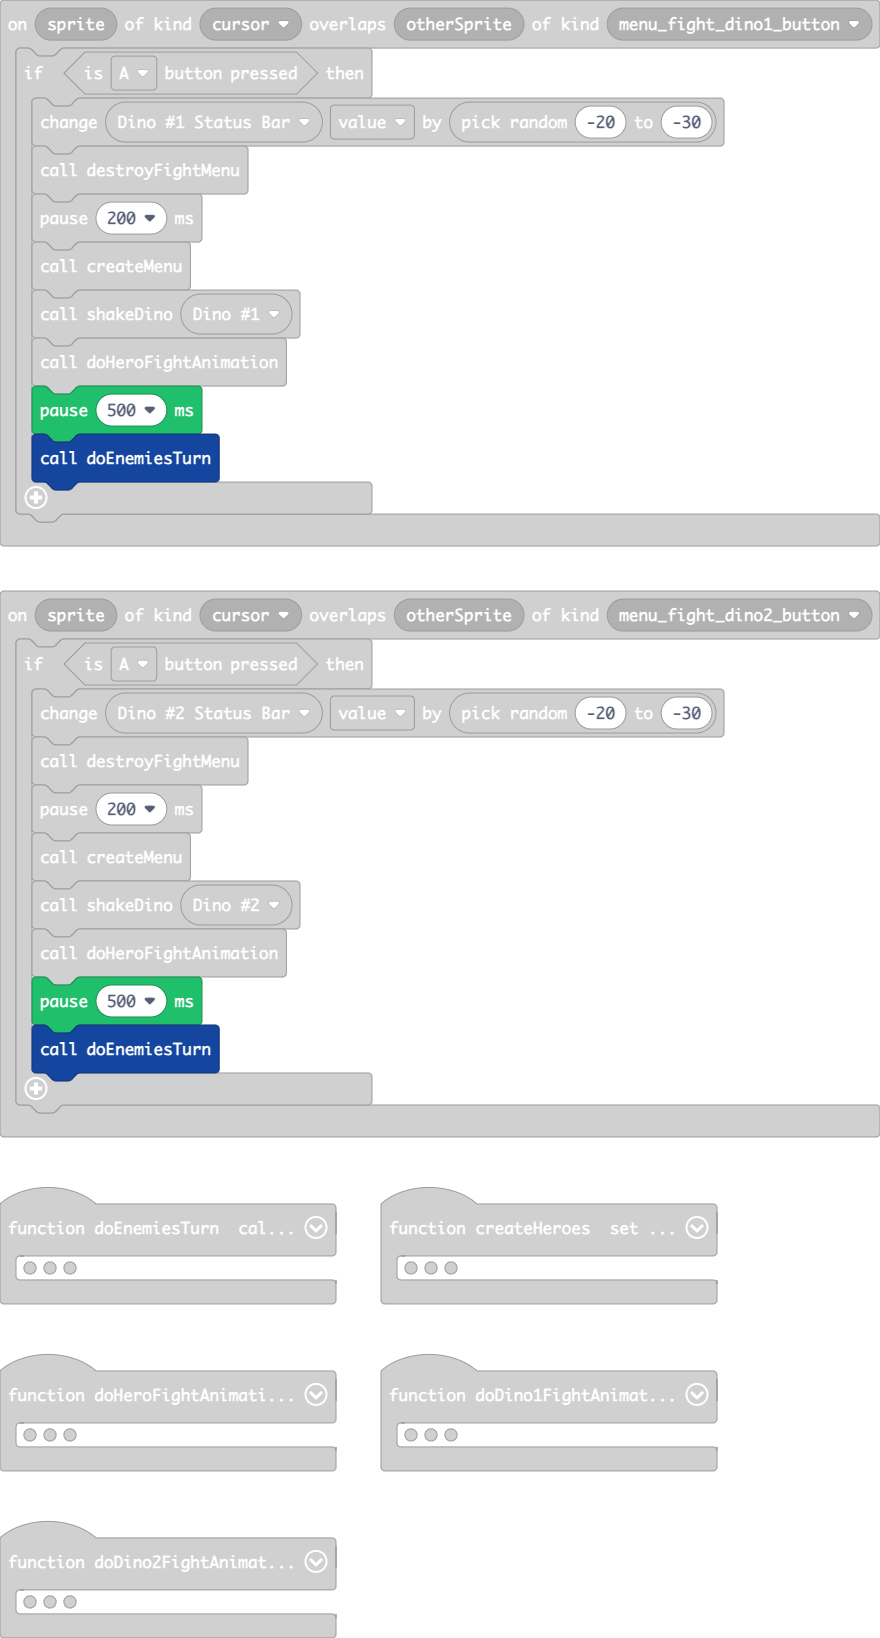 on sprite of kind cursor overlaps otherSprite of kind menu_fight_dino1_button
if is A button pressed then
change Dino #1 Status Bar value by pick random -20 to -30
call destroyFightMenu
pause 200 ms
call createMenu
call shakeDino Dino #1
call doHeroFightAnimation
pause 500 ms
call doEnemiesTurn
on sprite of kind cursor overlaps otherSprite of kind menu_fight_dino2_button
if is A button pressed then
change Dino #2 Status Bar value by pick random -20 to -30
call destroyFightMenu
pause 200 ms
call createMenu
call shakeDino Dino #2
call doHeroFightAnimation
pause 500 ms
call doEnemiesTurn
function doEnemiesTurn cal...
function createHeroes set ...
function doHeroFightAnimati...
function doDino1FightAnimat...
function doDino2FightAnimat...